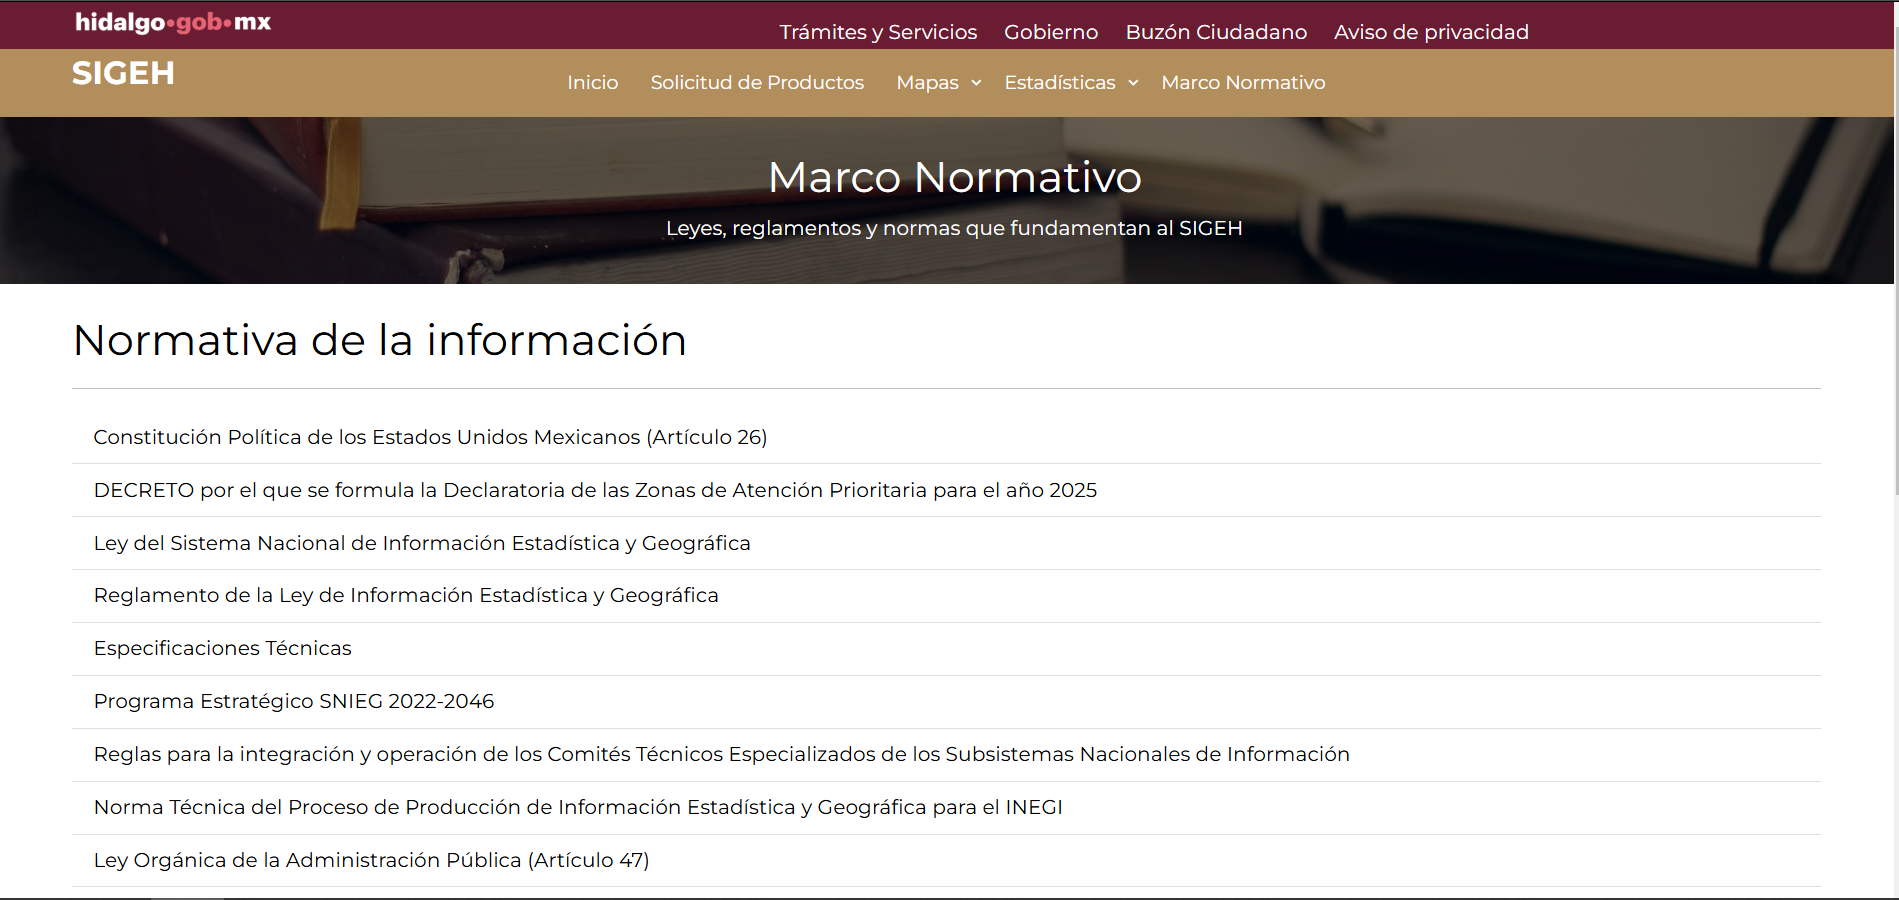 hidalgo•gob•mx
Trámites y Servicios Gobierno Buzón Ciudadano Aviso de privacidad
SIGEH
Inicio Solicitud de Productos Mapas Estadísticas Marco Normativo
Marco Normativo
Leyes, reglamentos y normas que fundamentan al SIGEH
Normativa de la información
Constitución Política de los Estados Unidos Mexicanos (Artículo 26)
DECRETO por el que se formula la Declaratoria de las Zonas de Atención Prioritaria para el año 2025
Ley del Sistema Nacional de Información Estadística y Geográfica
Reglamento de la Ley de Información Estadística y Geográfica
Especificaciones Técnicas
Programa Estratégico SNIEG 2022-2046
Reglas para la integración y operación de los Comités Técnicos Especializados de los Subsistemas Nacionales de Información
Norma Técnica del Proceso de Producción de Información Estadística y Geográfica para el INEGI
Ley Orgánica de la Administración Pública (Artículo 47)